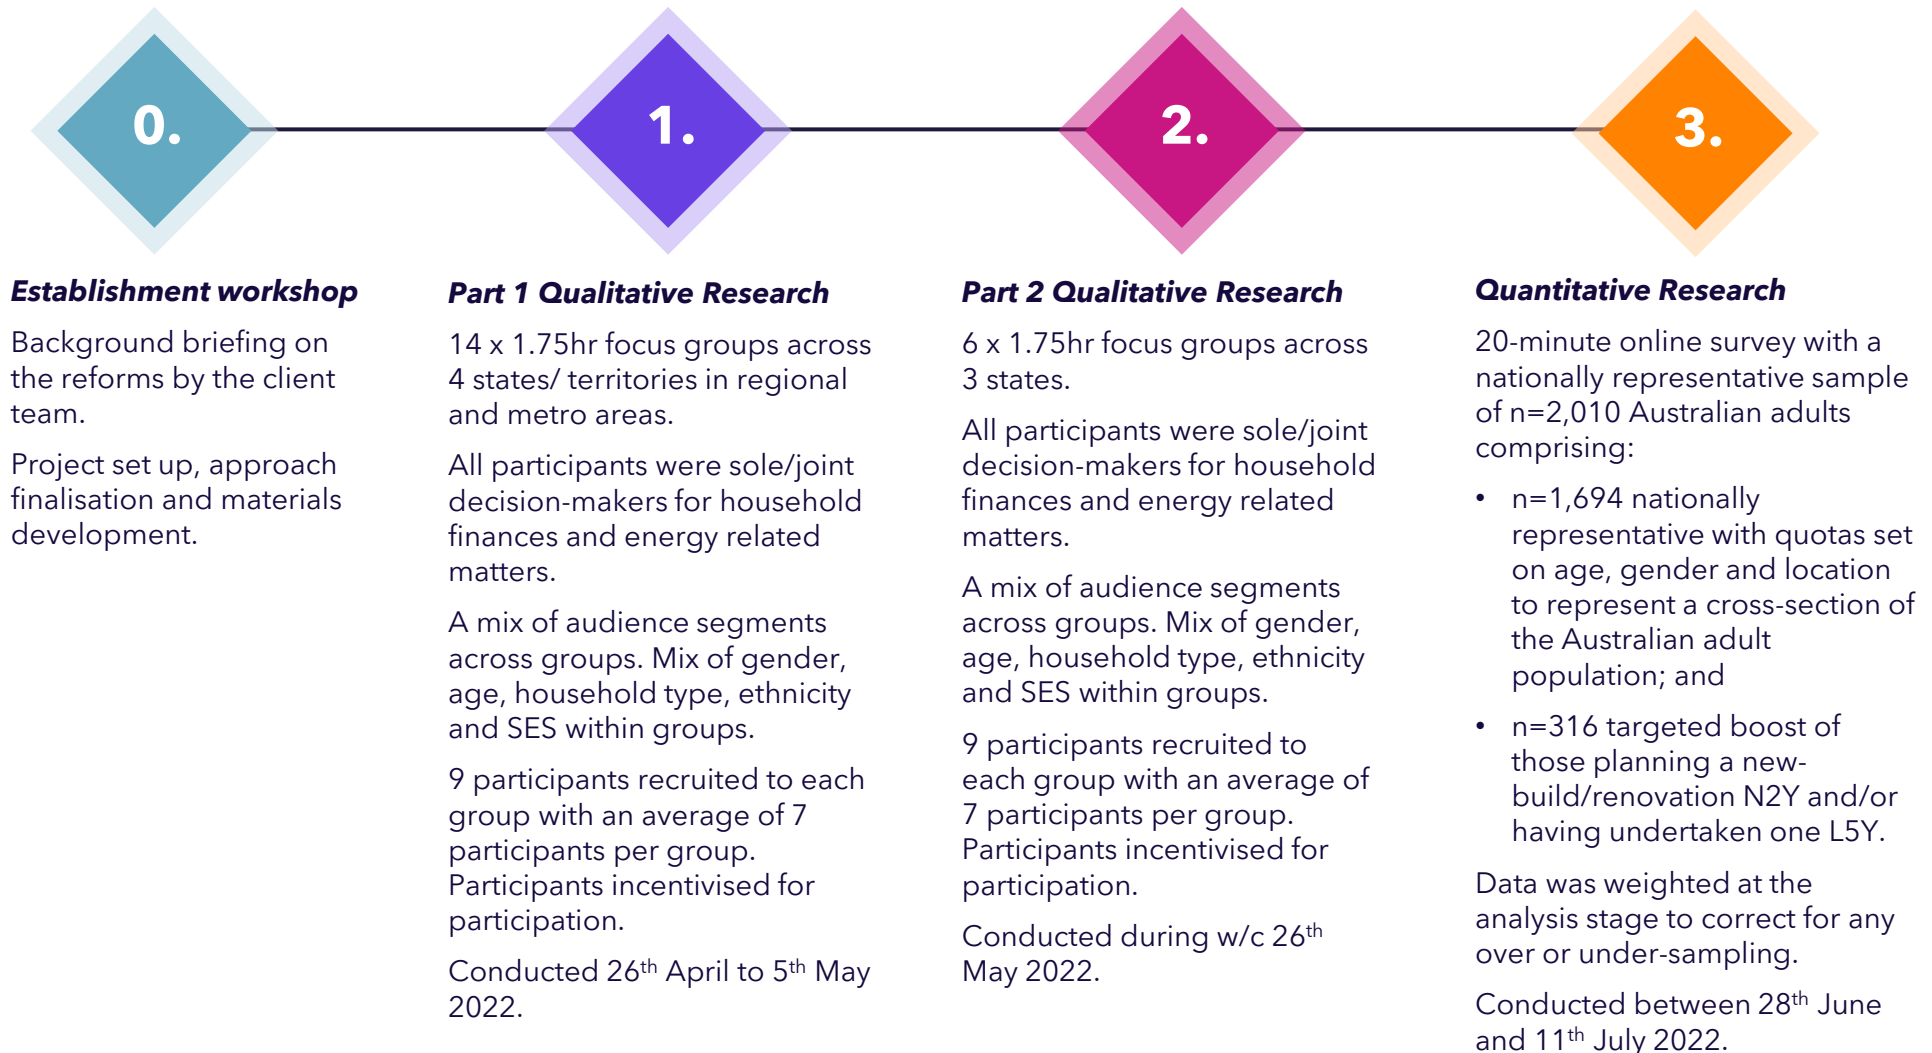 0.
1.
2.
3.
Establishment workshop
Background briefing on
the reforms by the client
team.
Project set up, approach
finalisation and materials
development.
Part 1 Qualitative Research
14 x 1.75hr focus groups across
4 states/ territories in regional
and metro areas.
All participants were sole/joint
decision-makers for household
finances and energy related
matters.
A mix of audience segments
across groups. Mix of gender,
age, household type, ethnicity
and SES within groups.
9 participants recruited to each
group with an average of 7
participants per group.
Participants incentivised for
participation.
Conducted 26th April to 5th May
2022.
Part 2 Qualitative Research
6 x 1.75hr focus groups across
3 states.
All participants were sole/joint
decision-makers for household
finances and energy related
matters.
A mix of audience segments
across groups. Mix of gender,
age, household type, ethnicity
and SES within groups.
9 participants recruited to
each group with an average of
7 participants per group.
Participants incentivised for
participation.
Conducted during w/c 26th
May 2022.
Quantitative Research
20-minute online survey with a
nationally representative sample
of n=2,010 Australian adults
comprising:
• n=1,694 nationally
representative with quotas set
on age, gender and location
to represent a cross-section of
the Australian adult
population; and
• n=316 targeted boost of
those planning a new-
build/renovation N2Y and/or
having undertaken one L5Y.
Data was weighted at the
analysis stage to correct for any
over or under-sampling.
Conducted between 28th June
and 11th July 2022.